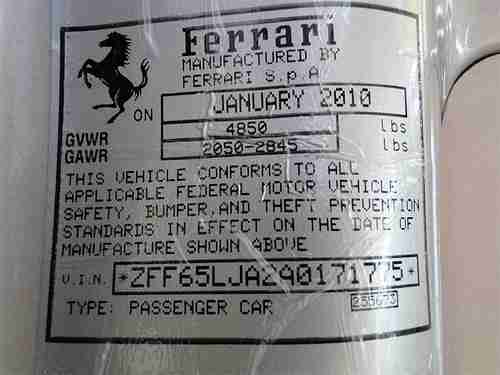 Ferrari
MANUFACTURED BY
FERRARI S.p.A
ON JANUARY 2010
GVWR 4850 lbs
GAWR 2050-2845 lbs
THIS VEHICLE CONFORMS TO ALL
APPLICABLE FEDERAL MOTOR VEHICLE
SAFETY, BUMPER, AND THEFT PREVENTION
STANDARDS IN EFFECT ON THE DATE OF
MANUFACTURE SHOWN ABOVE
V.I.N. *ZFF65LJA2A0171775*
TYPE: PASSENGER CAR